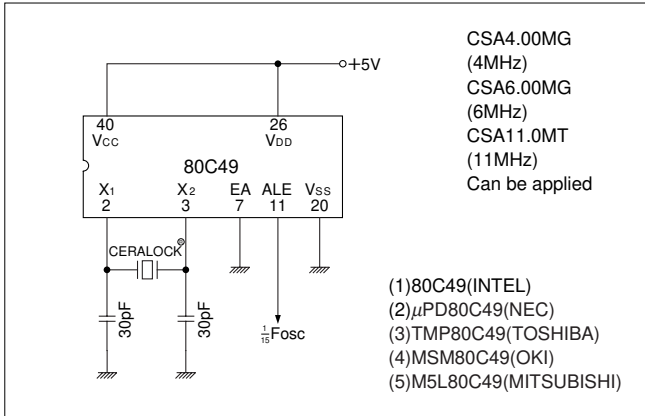 CSA4.00MG
(4MHz)
CSA6.00MG
(6MHz)
CSA11.0MT
(11MHz)
Can be applied
+5V
40
VCC
26
VDD
80C49
X1
2
X2
3
EA
7
ALE
11
VSS
20
CERALOCK®
30pF
30pF
1/15 Fosc
(1)80C49(INTEL)
(2)μPD80C49(NEC)
(3)TMP80C49(TOSHIBA)
(4)MSM80C49(OKI)
(5)M5L80C49(MITSUBISHI)